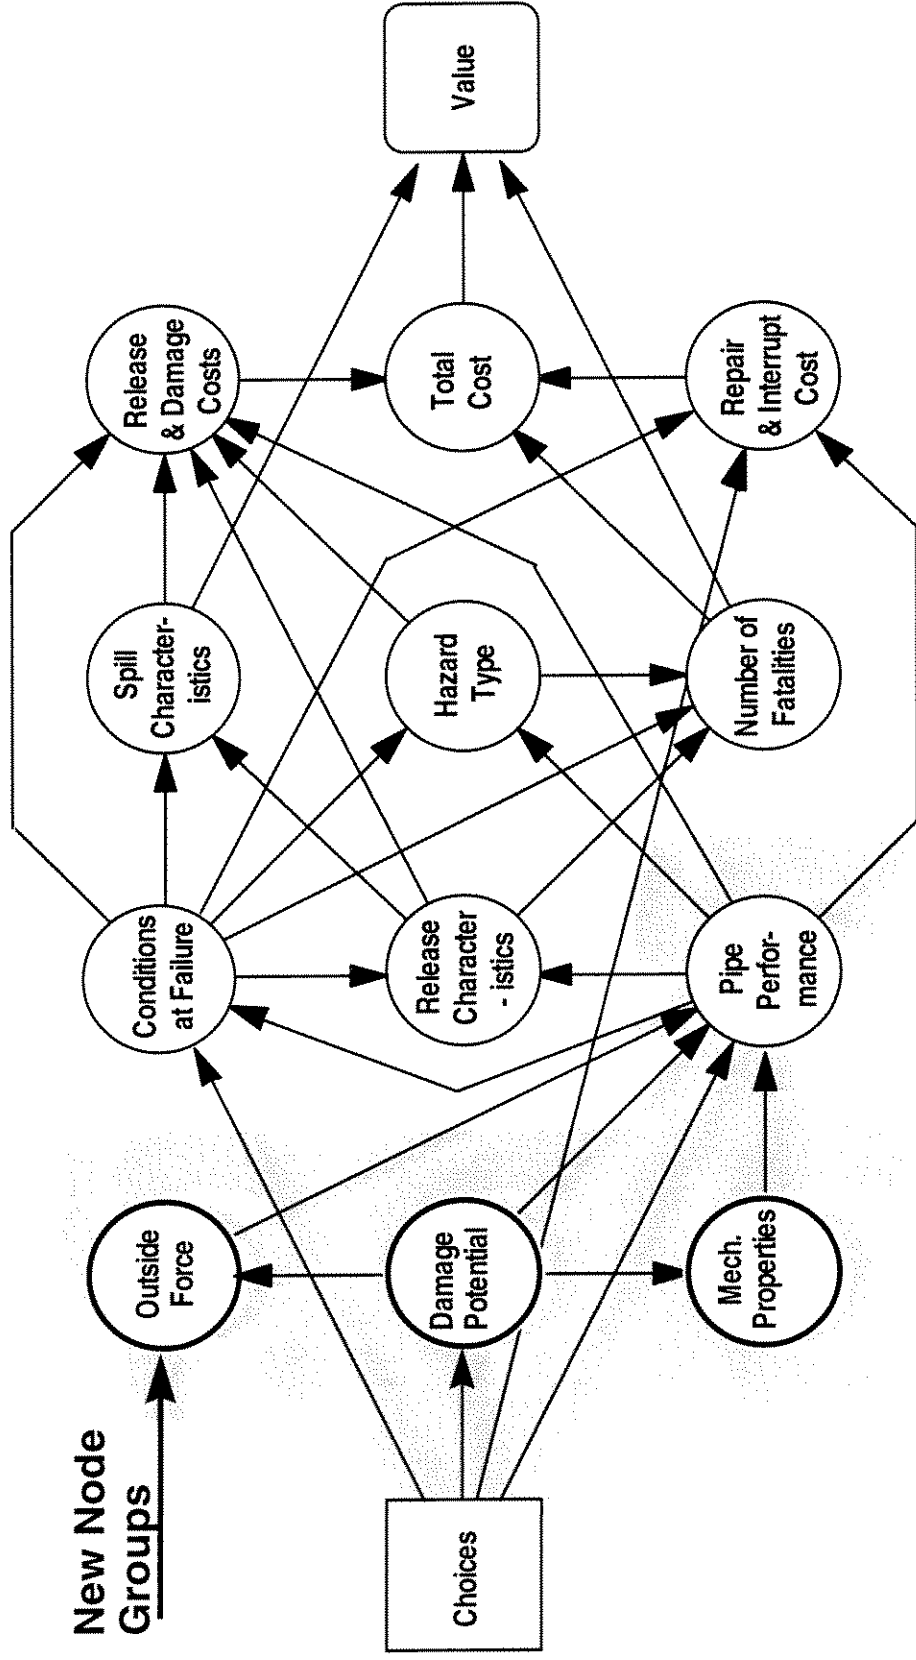 New Node
Groups
Outside
Force
Conditions
at Failure
Spill
Character-
istics
Release
& Damage
Costs
Choices
Damage
Potential
Release
Character
- istics
Hazard
Type
Total
Cost
Value
Mech.
Properties
Pipe
Perfor-
mance
Number of
Fatalities
Repair
& Interrupt
Cost